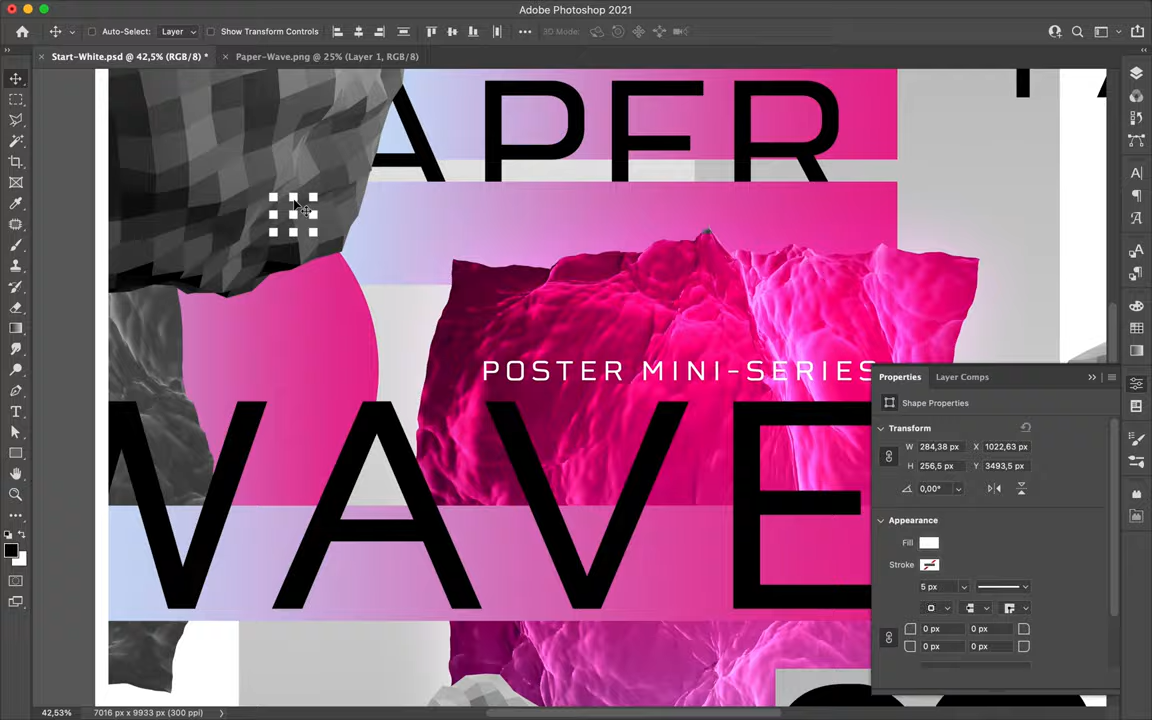 Adobe Photoshop 2021
Auto-Select: Layer Show Transform Controls 3D Mode:
Start-White.psd @ 42,5% (RGB/8) * Paper-Wave.png @ 25% (Layer 1, RGB/8)
APER
POSTER MINI-SERIES
WAVE
Properties Layer Comps
Shape Properties
Transform
W 284,38 px X 1022,63 px
H 256,5 px Y 3493,5 px
0,00°
Appearance
Fill
Stroke
5 px
0 px 0 px
0 px 0 px
42,53% 7016 px x 9933 px (300 ppi)